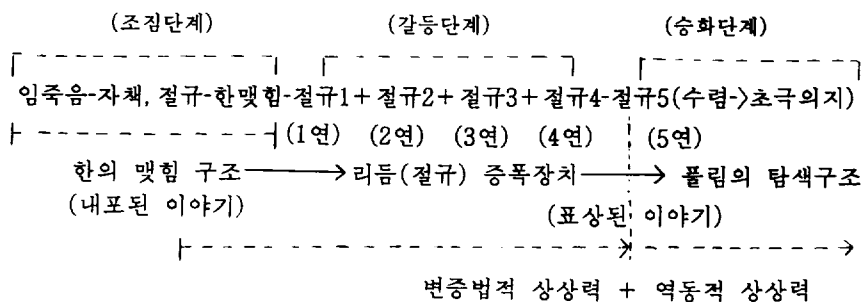 (조짐단계) (갈등단계) (승화단계)
임죽음-자책, 절규-한맺힘-절규1+ 절규2+ 절규3+ 절규4-절규5(수렴->초극의지)
(1연) (2연) (3연) (4연) (5연)
한의 맺힘 구조 리듬(절규) 증폭장치 풀림의 탐색구조
(내포된 이야기) (표상된 이야기)
변증법적 상상력 + 역동적 상상력